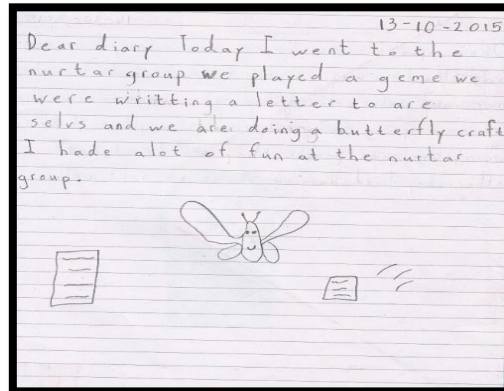 13-10-2015
Dear diary Today I went to the
nurtar group we played a geme we
were writting a letter to are
selvs and we are doing a butterfly craft
I hade alot of fun at the nurtar
group.